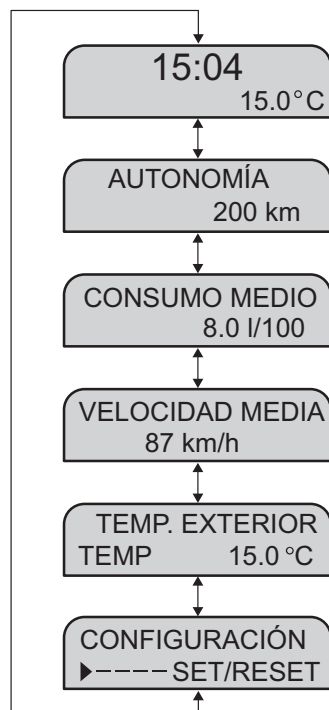 15:04
15.0°C
AUTONOMÍA
200 km
CONSUMO MEDIO
8.0 l/100
VELOCIDAD MEDIA
87 km/h
TEMP. EXTERIOR
TEMP 15.0 °C
CONFIGURACIÓN
---- SET/RESET